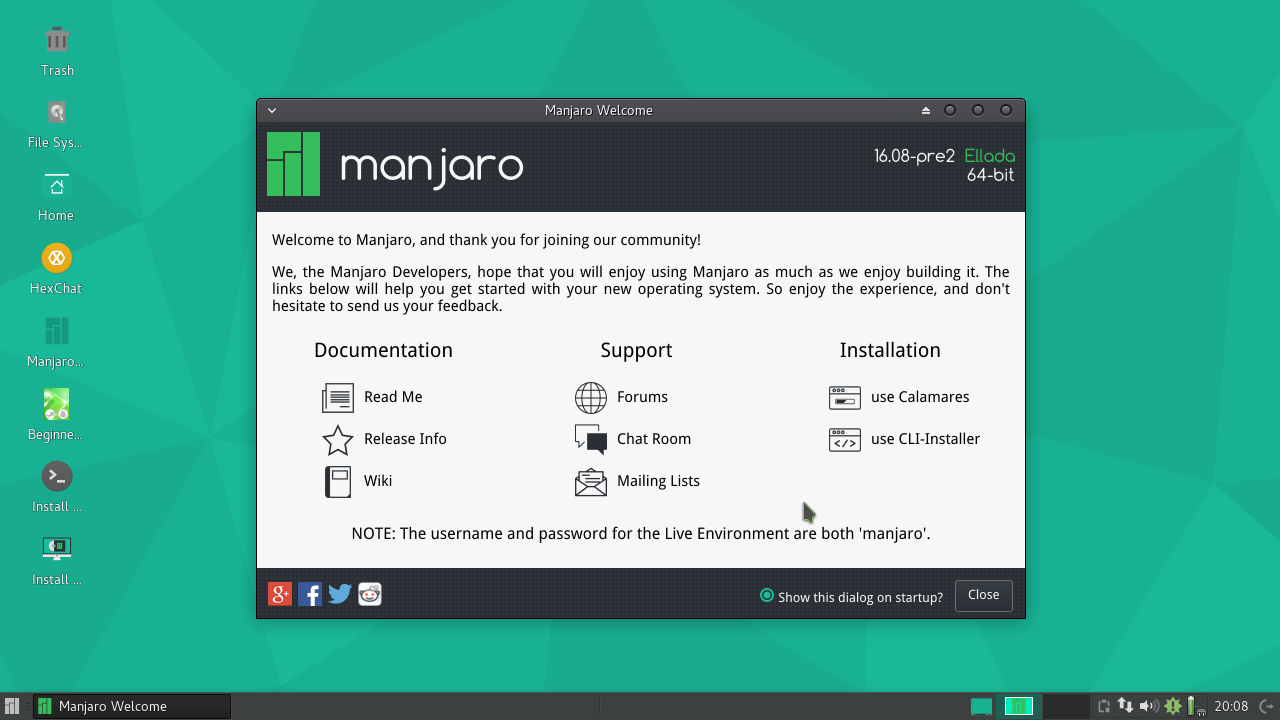 Trash
File Sys...
Home
HexChat
Manjaro...
Beginne...
Install ...
Install ...
Manjaro Welcome
manjaro
16.08-pre2 Ellada
64-bit
Welcome to Manjaro, and thank you for joining our community!
We, the Manjaro Developers, hope that you will enjoy using Manjaro as much as we enjoy building it. The
links below will help you get started with your new operating system. So enjoy the experience, and don't
hesitate to send us your feedback.
Documentation
Read Me
Release Info
Wiki
Support
Forums
Chat Room
Mailing Lists
Installation
use Calamares
use CLI-Installer
NOTE: The username and password for the Live Environment are both 'manjaro'.
g+
Show this dialog on startup?
Close
Manjaro Welcome
20:08